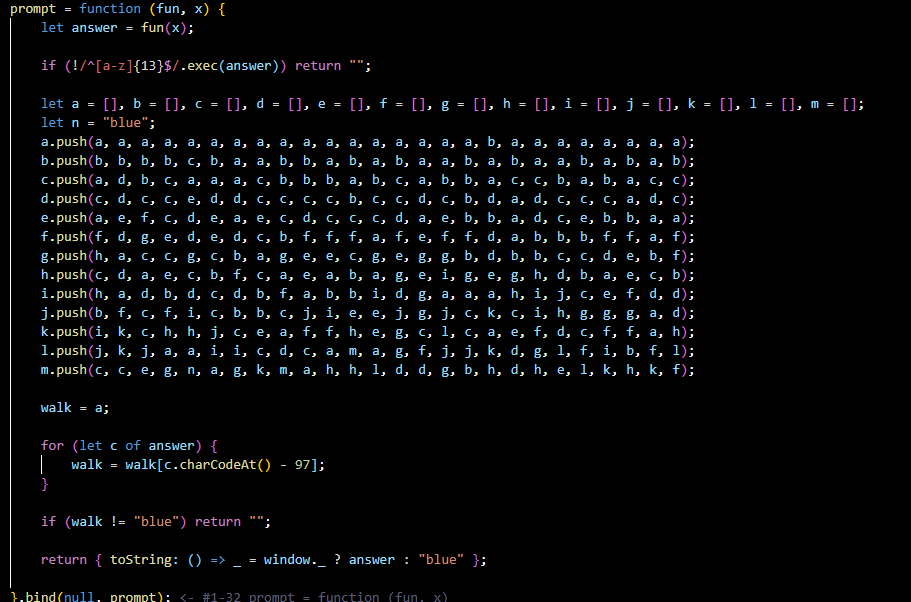 prompt = function (fun, x) {
let answer = fun(x);
if (!/^[a-z]{13}$/.exec(answer)) return "";
let a = [], b = [], c = [], d = [], e = [], f = [], g = [], h = [], i = [], j = [], k = [], l = [], m = [];
let n = "blue";
a.push(a, a, a, a, a, a, a, a, a, a, a, a, a, a, a, a, a, b, a, a, a, a, a, a, a, a);
b.push(b, b, b, b, c, b, a, a, b, b, a, b, a, b, a, a, b, a, b, a, a, b, a, b, a, b);
c.push(a, d, b, c, a, a, a, c, b, b, b, a, b, c, a, b, b, a, c, c, b, a, b, a, c, c);
d.push(c, d, c, c, e, d, d, c, c, c, c, b, c, c, d, c, b, d, a, d, c, c, c, a, d, c);
e.push(a, e, f, c, d, e, a, e, c, d, c, c, c, d, a, e, b, b, a, d, c, e, b, b, a, a);
f.push(f, d, g, e, d, e, d, c, b, f, f, f, a, f, e, f, f, d, a, b, b, b, f, f, a, f);
g.push(h, a, c, c, g, c, b, a, g, e, e, c, g, e, g, g, b, d, b, b, c, c, d, e, b, f);
h.push(c, d, a, e, c, b, f, c, a, e, a, b, a, g, e, i, g, e, g, h, d, b, a, e, c, b);
i.push(h, a, d, b, d, c, d, b, f, a, b, b, i, d, g, a, a, a, h, i, j, c, e, f, d, d);
j.push(b, f, c, f, i, c, b, b, c, j, i, e, e, j, g, j, c, k, c, i, h, g, g, g, a, d);
k.push(i, k, c, h, h, j, c, e, a, f, f, h, e, g, c, l, c, a, e, f, d, c, f, f, a, h);
l.push(j, k, j, a, a, i, i, c, d, c, a, m, a, g, f, j, j, k, d, g, l, f, i, b, f, l);
m.push(c, c, e, g, n, a, g, k, m, a, h, h, l, d, d, g, b, h, d, h, e, l, k, h, k, f);
walk = a;
for (let c of answer) {
walk = walk[c.charCodeAt() - 97];
}
if (walk != "blue") return "";
return { toString: () => _ = window._ ? answer : "blue" };
}.bind(null, prompt); <- #1-32 prompt = function (fun, x)